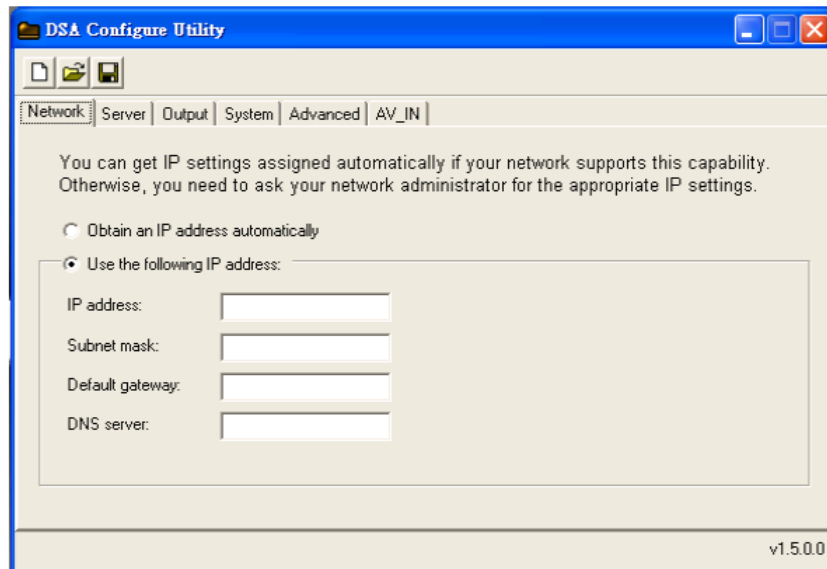 DSA Configure Utility
Network Server Output System Advanced AV_IN
You can get IP settings assigned automatically if your network supports this capability.
Otherwise, you need to ask your network administrator for the appropriate IP settings.
Obtain an IP address automatically
Use the following IP address:
IP address:
Subnet mask:
Default gateway:
DNS server:
v1.5.0.0